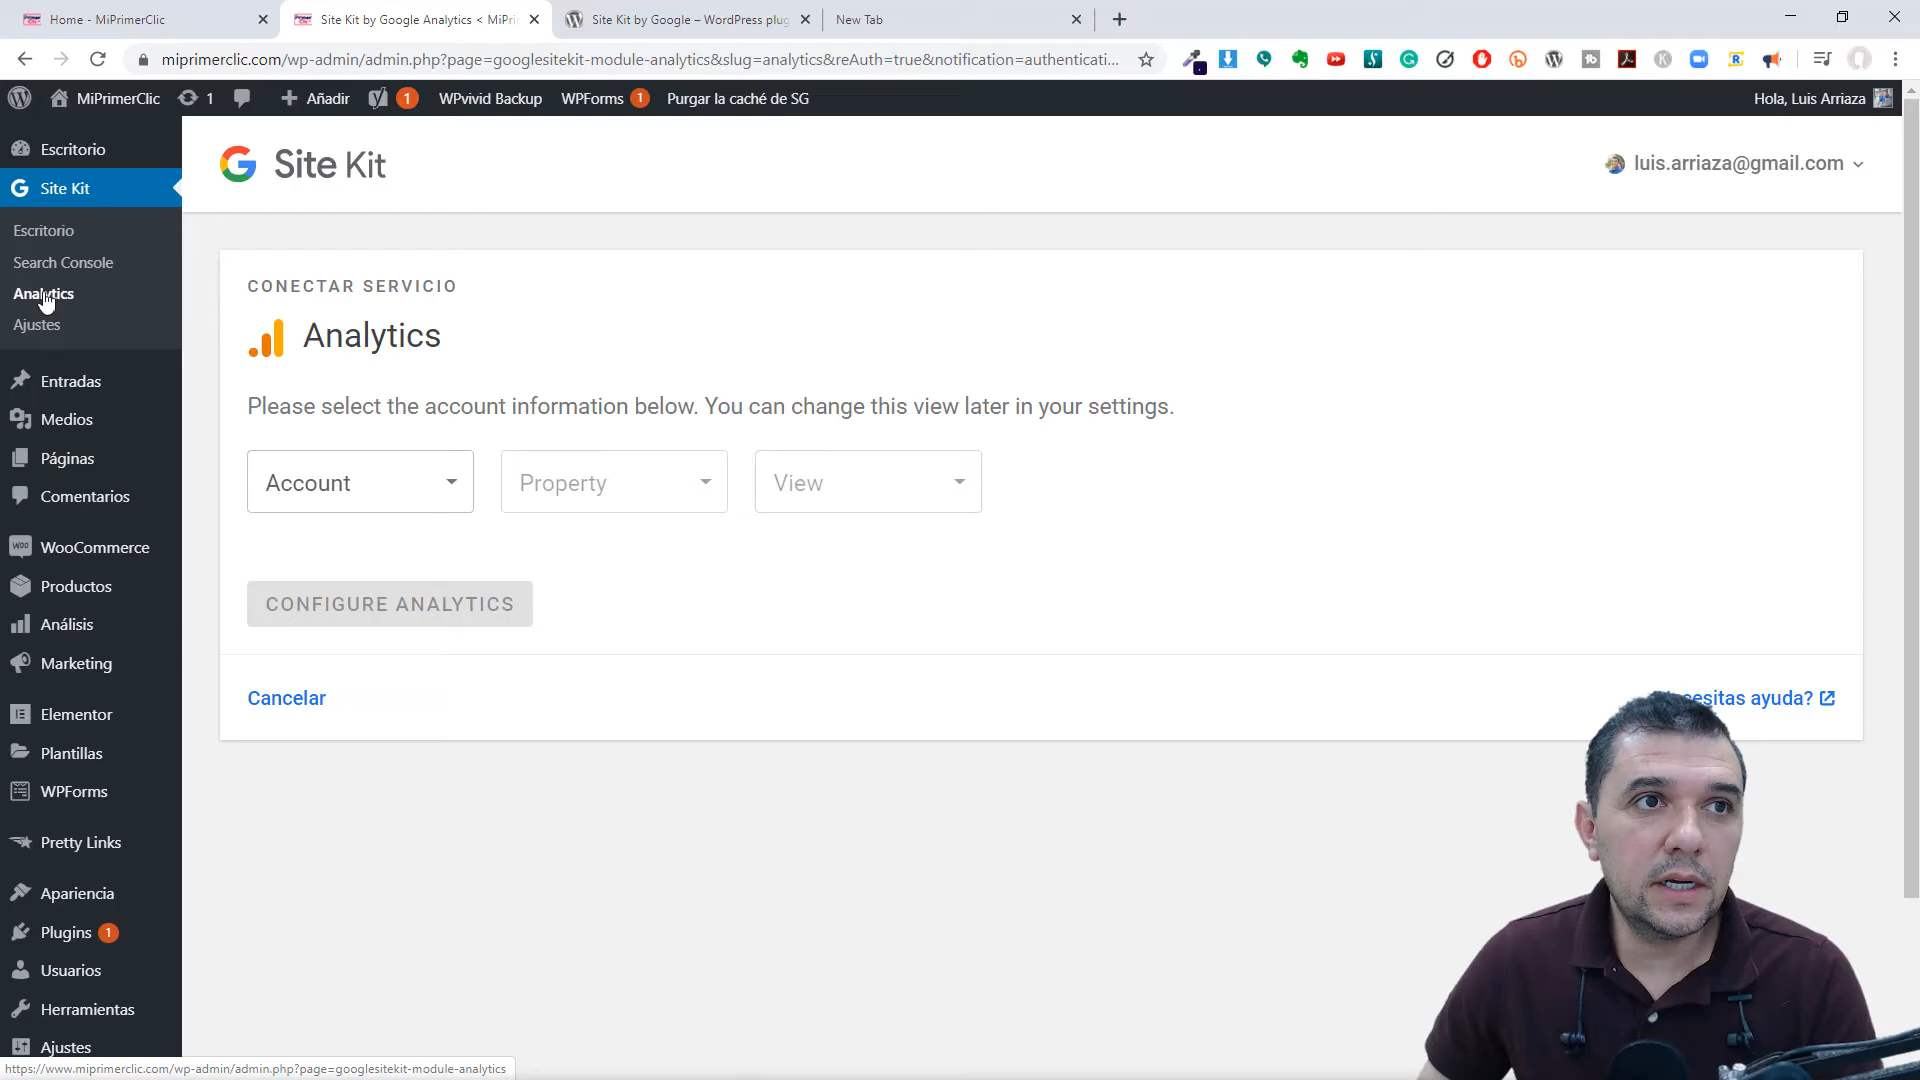 Home - MiPrimerClic
Site Kit by Google Analytics < MiPri
Site Kit by Google – WordPress plug
New Tab
miprimerclic.com/wp-admin/admin.php?page=googlesitekit-module-analytics&slug=analytics&reAuth=true&notification=authenticati...
MiPrimerClic
1
Añadir
1
WPvivid Backup
WPForms 1
Purgar la caché de SG
Hola, Luis Arriaza
Escritorio
Site Kit
Escritorio
Search Console
Analytics
Ajustes
Entradas
Medios
Páginas
Comentarios
WooCommerce
Productos
Análisis
Marketing
Elementor
Plantillas
WPForms
Pretty Links
Apariencia
Plugins 1
Usuarios
Herramientas
Ajustes
Site Kit
luis.arriaza@gmail.com
CONECTAR SERVICIO
Analytics
Please select the account information below. You can change this view later in your settings.
Account
Property
View
CONFIGURE ANALYTICS
Cancelar
ayuda?
https://www.miprimerclic.com/wp-admin/admin.php?page=googlesitekit-module-analytics